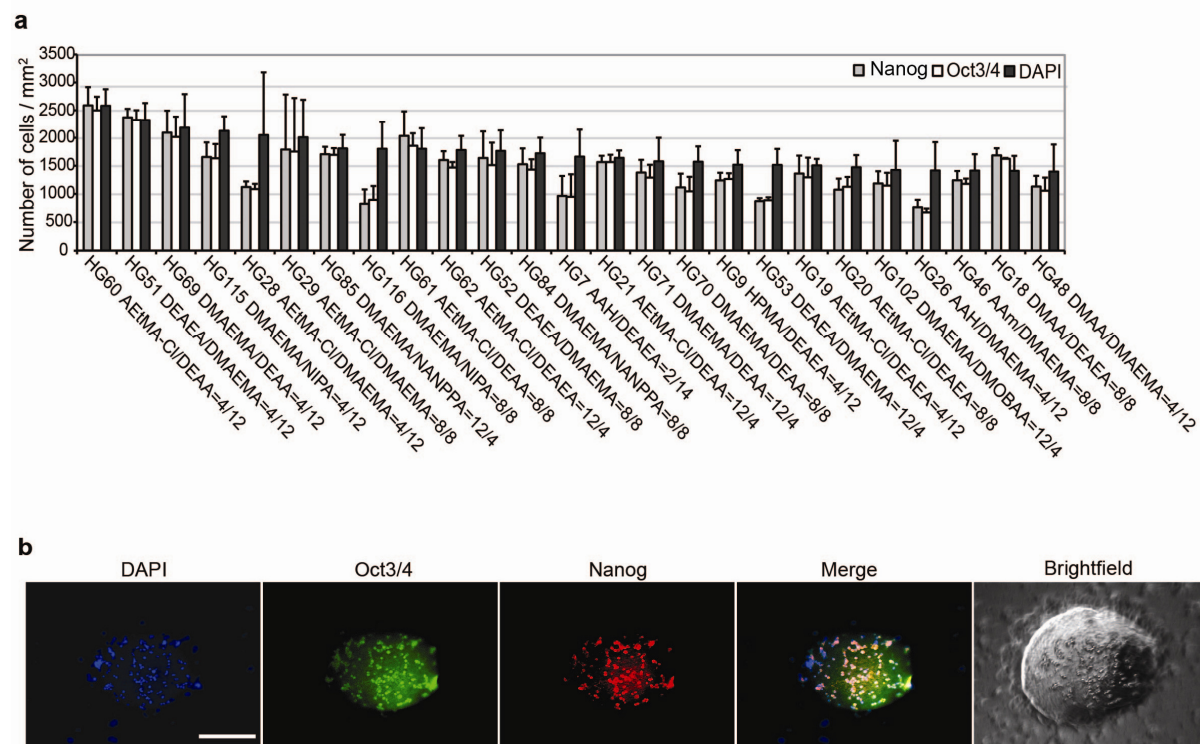 a
Number of cells / mm²
3500
3000
2500
2000
1500
1000
500
0
Nanog Oct3/4 DAPI
HG60 AEtMA-Cl/DEAA=4/12
HG51 DEAEA/DMAEMA=4/12
HG69 DMAEMA/DEAA=4/12
HG115 DMAEMA/NIPA=4/12
HG28 AEtMA-Cl/DMAEMA=8/8
HG29 AEtMA-Cl/DMAEMA=12/4
HG85 DMAEMA/NANPPA=4/12
HG116 DMAEMA/NIPA=8/8
HG61 AEtMA-Cl/DEAA=8/8
HG62 AEtMA-Cl/DEAA=12/4
HG52 DEAEA/DMAEMA=8/8
HG84 DMAEMA/NANPPA=8/8
HG7 AAH/DEAEA=2/14
HG21 AEtMA-Cl/DEAEA=12/4
HG71 DMAEMA/DEAA=12/4
HG70 DMAEMA/DEAA=8/8
HG9 HPMA/DEAEA=4/12
HG53 DEAEA/DMAEMA=12/4
HG19 AEtMA-Cl/DEAEA=4/12
HG20 AEtMA-Cl/DEAEA=8/8
HG102 DMAEMA/DMOBAA=12/4
HG26 AAH/DMAEMA=4/12
HG46 AAm/DMAEMA=8/8
HG18 DMAA/DEAEA=8/8
HG48 DMAA/DMAEMA=4/12
b
DAPI Oct3/4 Nanog Merge Brightfield